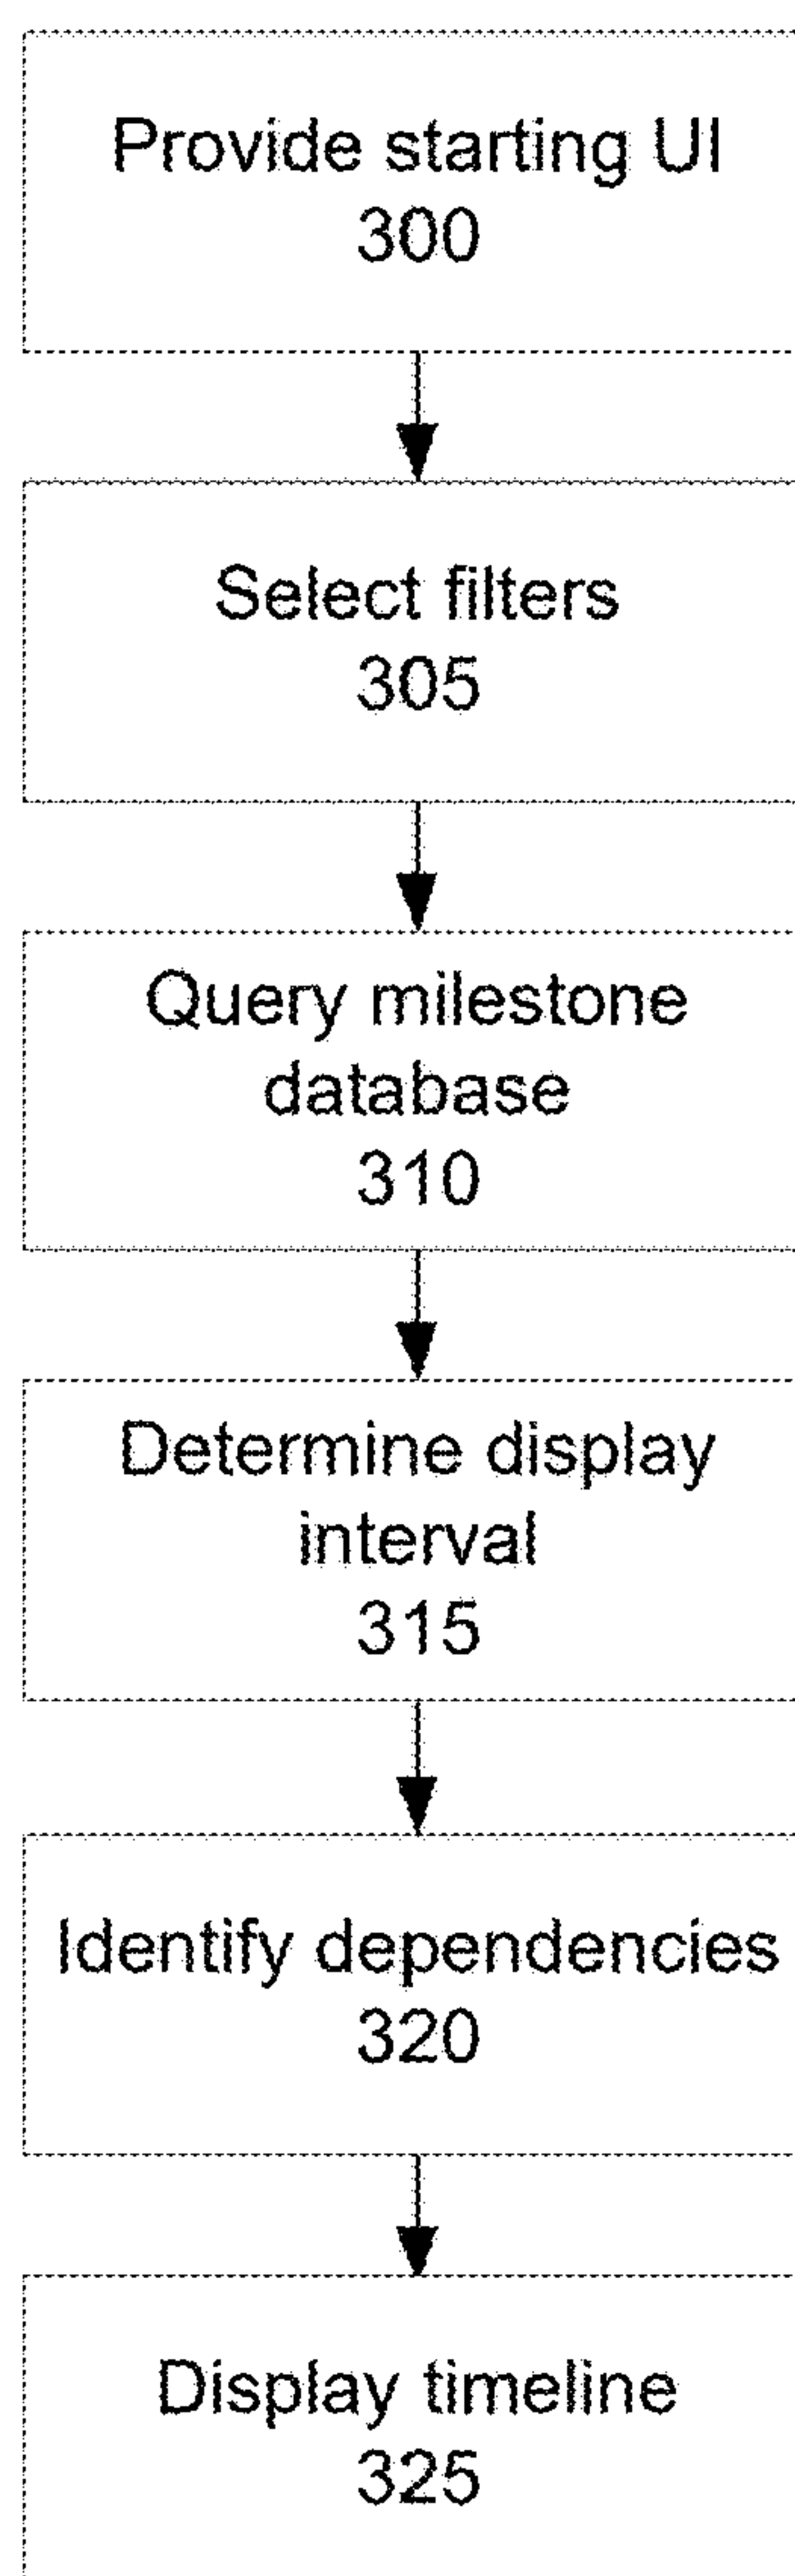 Provide starting UI
300
Select filters
305
Query milestone
database
310
Determine display
interval
315
Identify dependencies
320
Display timeline
325